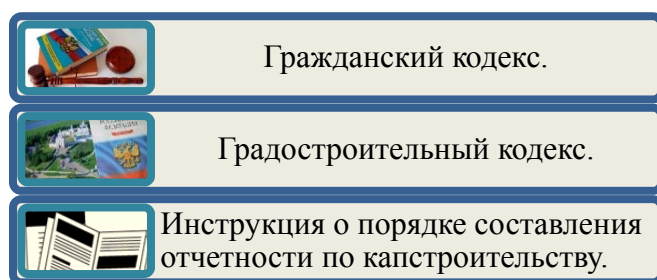 Гражданский кодекс.
Градостроительный кодекс.
Инструкция о порядке составления
отчетности по капстроительству.